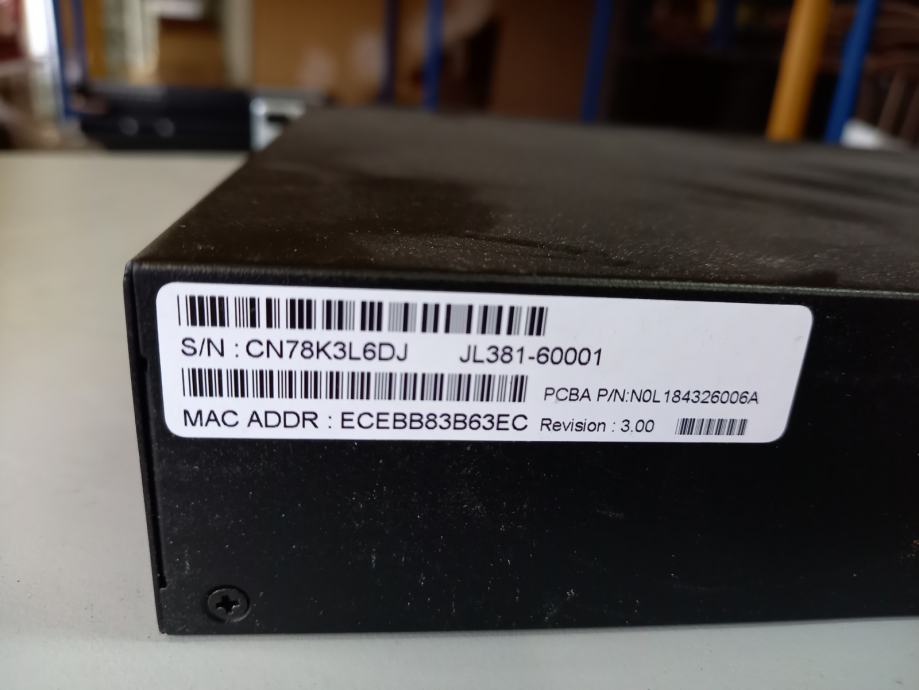 S/N : CN78K3L6DJ JL381-60001
PCBA P/N:N0L184326006A
MAC ADDR : ECEBB83B63EC Revision : 3.00